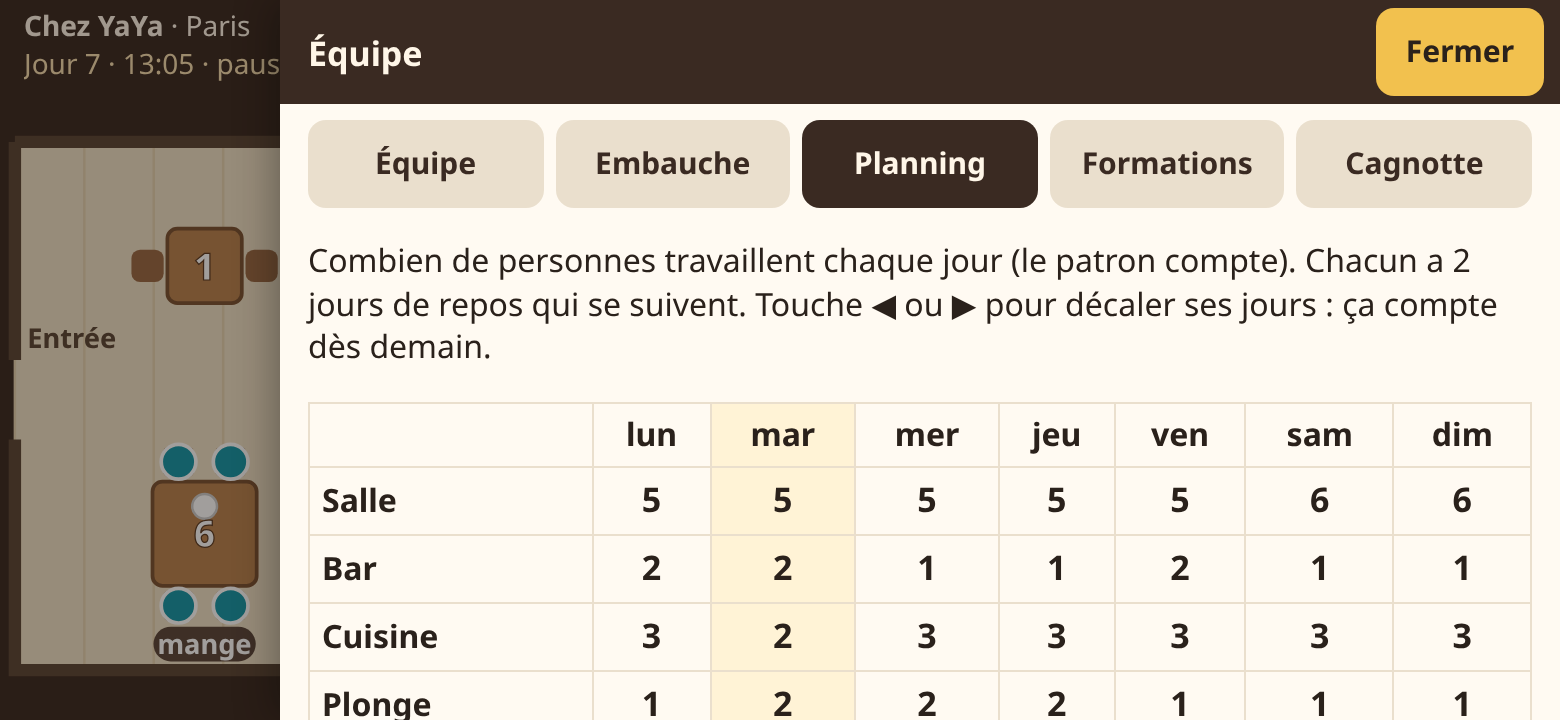 Chez YaYa · Paris
Jour 7 · 13:05 · paus
Équipe
Fermer
Équipe Embauche Planning Formations Cagnotte
Combien de personnes travaillent chaque jour (le patron compte). Chacun a 2
jours de repos qui se suivent. Touche ◀ ou ▶ pour décaler ses jours : ça compte
dès demain.
lun mar mer jeu ven sam dim
Salle 5 5 5 5 5 6 6
Bar 2 2 1 1 2 1 1
Cuisine 3 2 3 3 3 3 3
Plonge 1 2 2 2 1 1 1
1
Entrée
6
mange